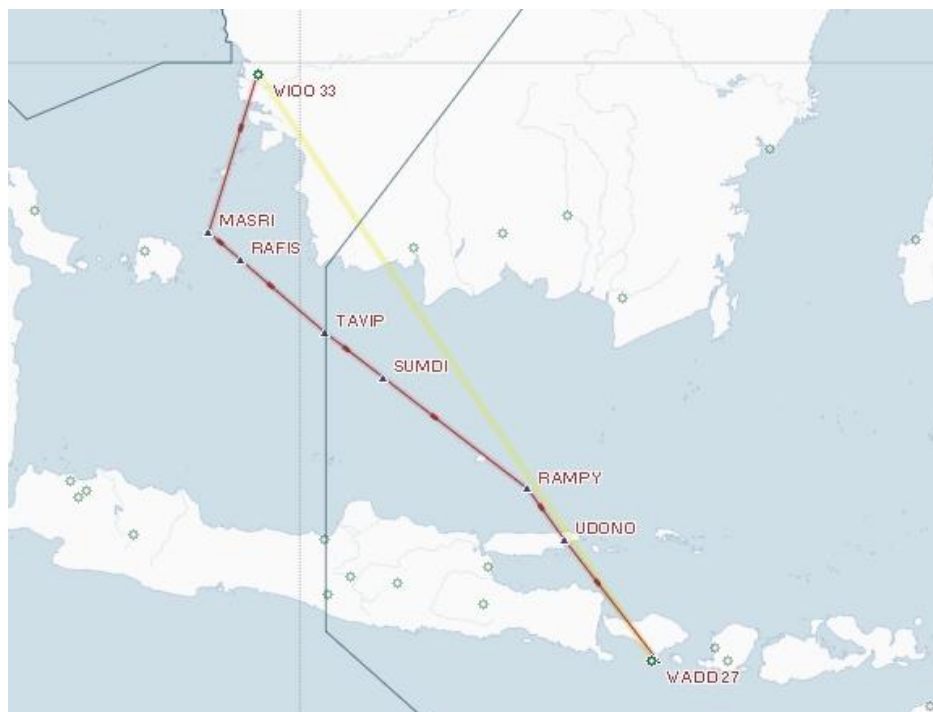 WIOO 33
MASRI
RAFIS
TAVIP
SUMDI
RAMPY
UDONO
WADD27